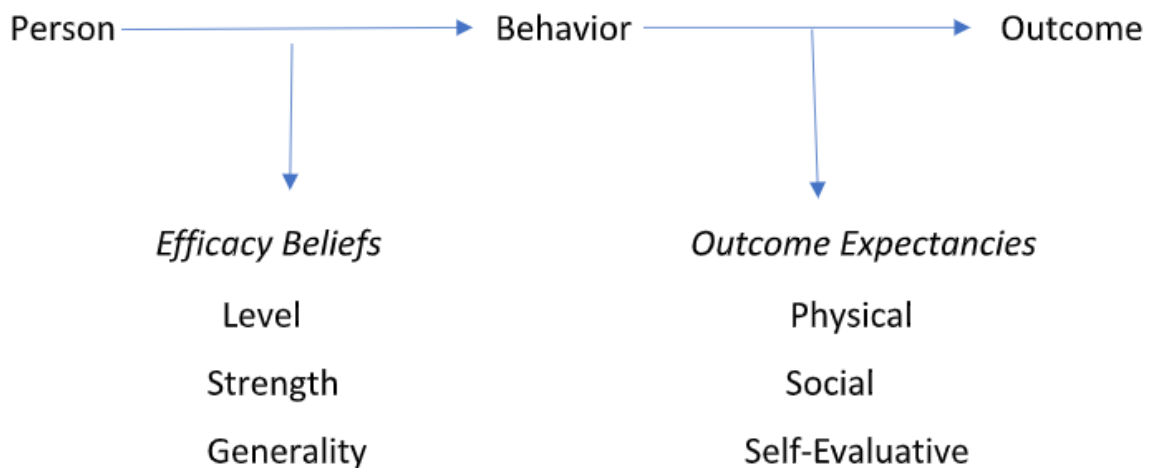 Person Behavior Outcome
Efficacy Beliefs Outcome Expectancies
Level Physical
Strength Social
Generality Self-Evaluative